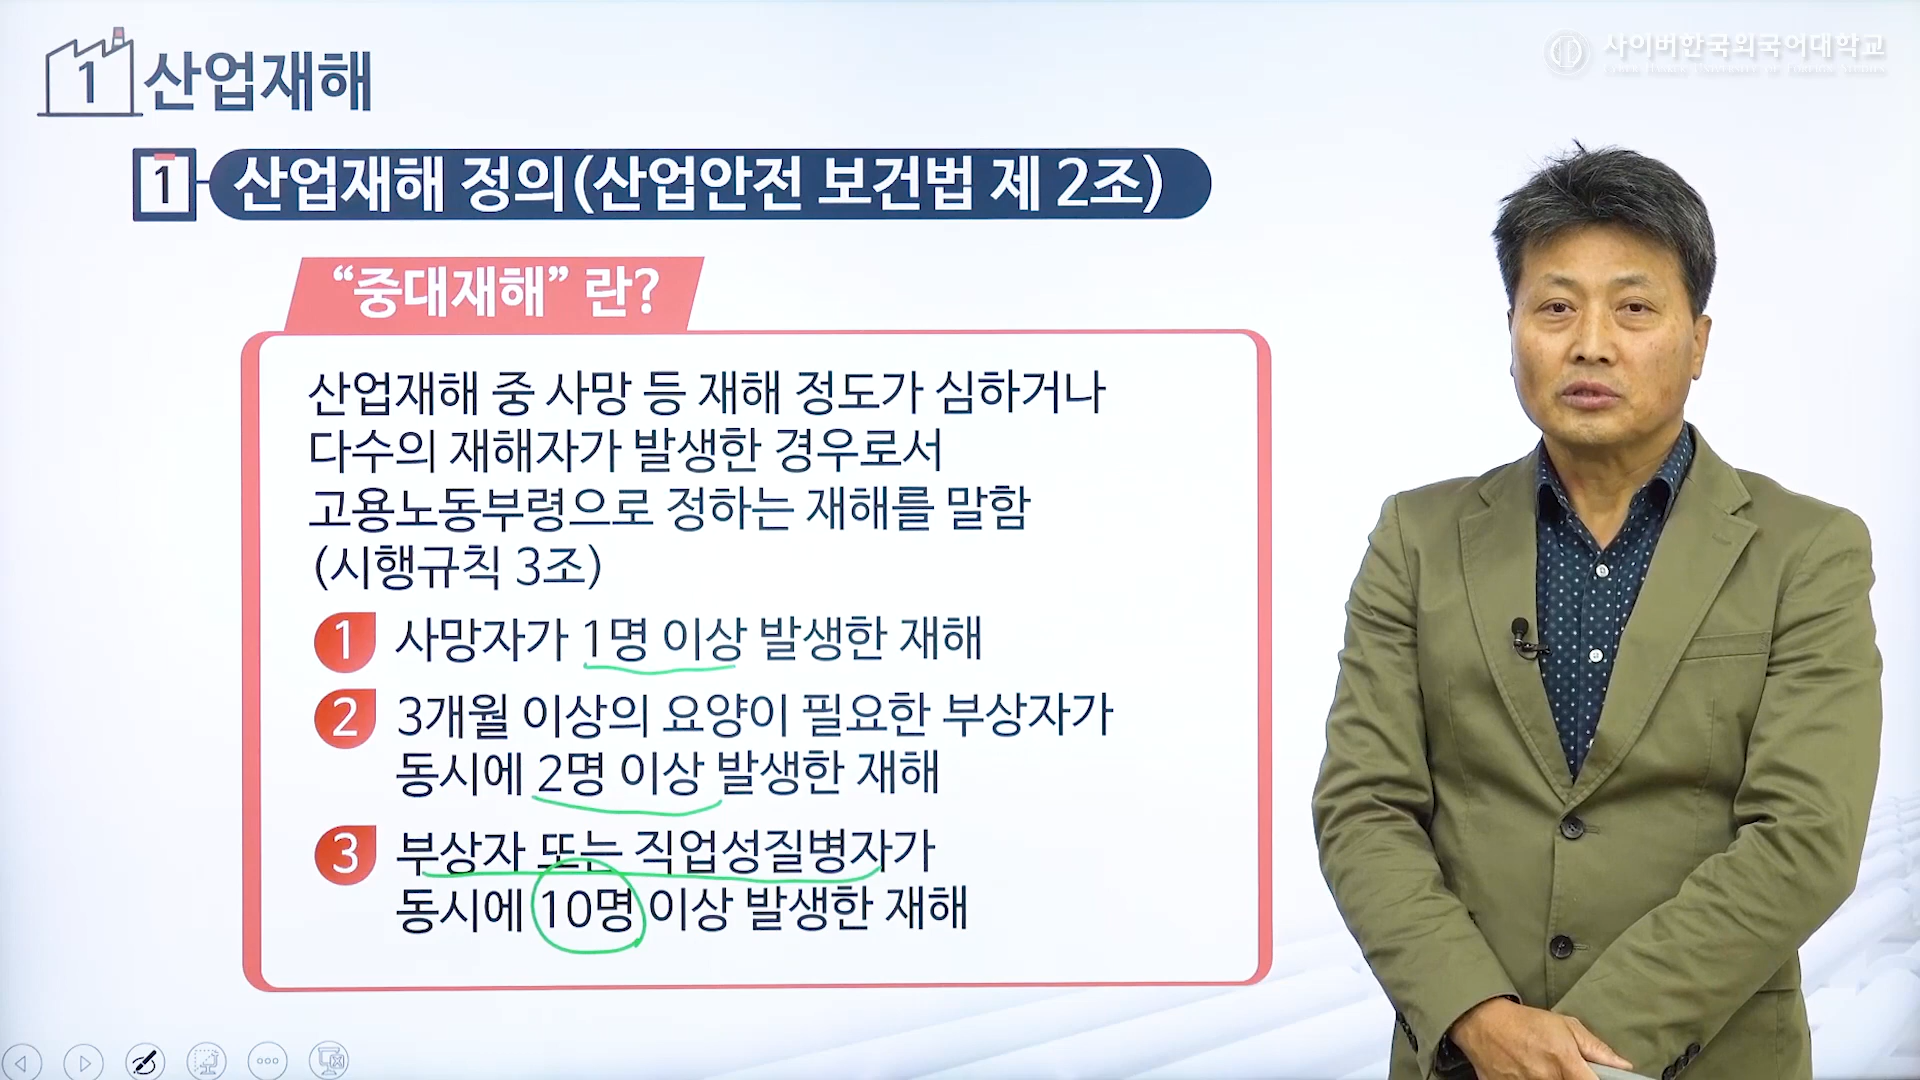 1 산업재해
사이버한국외국어대학교
CYBER HANKUK UNIVERSITY OF FOREIGN STUDIES
1 산업재해 정의(산업안전 보건법 제 2조)
“중대재해” 란?
산업재해 중 사망 등 재해 정도가 심하거나
다수의 재해자가 발생한 경우로서
고용노동부령으로 정하는 재해를 말함
(시행규칙 3조)
1 사망자가 1명 이상 발생한 재해
2 3개월 이상의 요양이 필요한 부상자가
동시에 2명 이상 발생한 재해
3 부상자 또는 직업성질병자가
동시에 10명 이상 발생한 재해